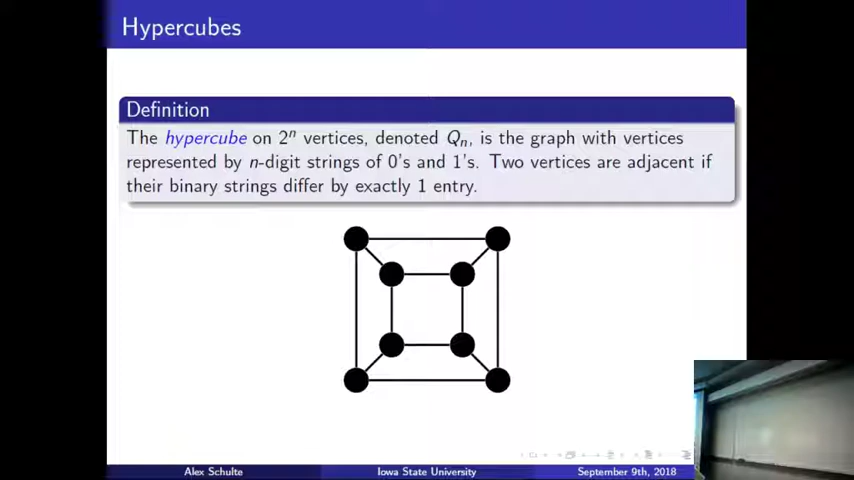 Hypercubes
Definition
The hypercube on 2ⁿ vertices, denoted Qₙ, is the graph with vertices
represented by n-digit strings of 0's and 1's. Two vertices are adjacent if
their binary strings differ by exactly 1 entry.
Alex Schulte Iowa State University September 9th, 2018